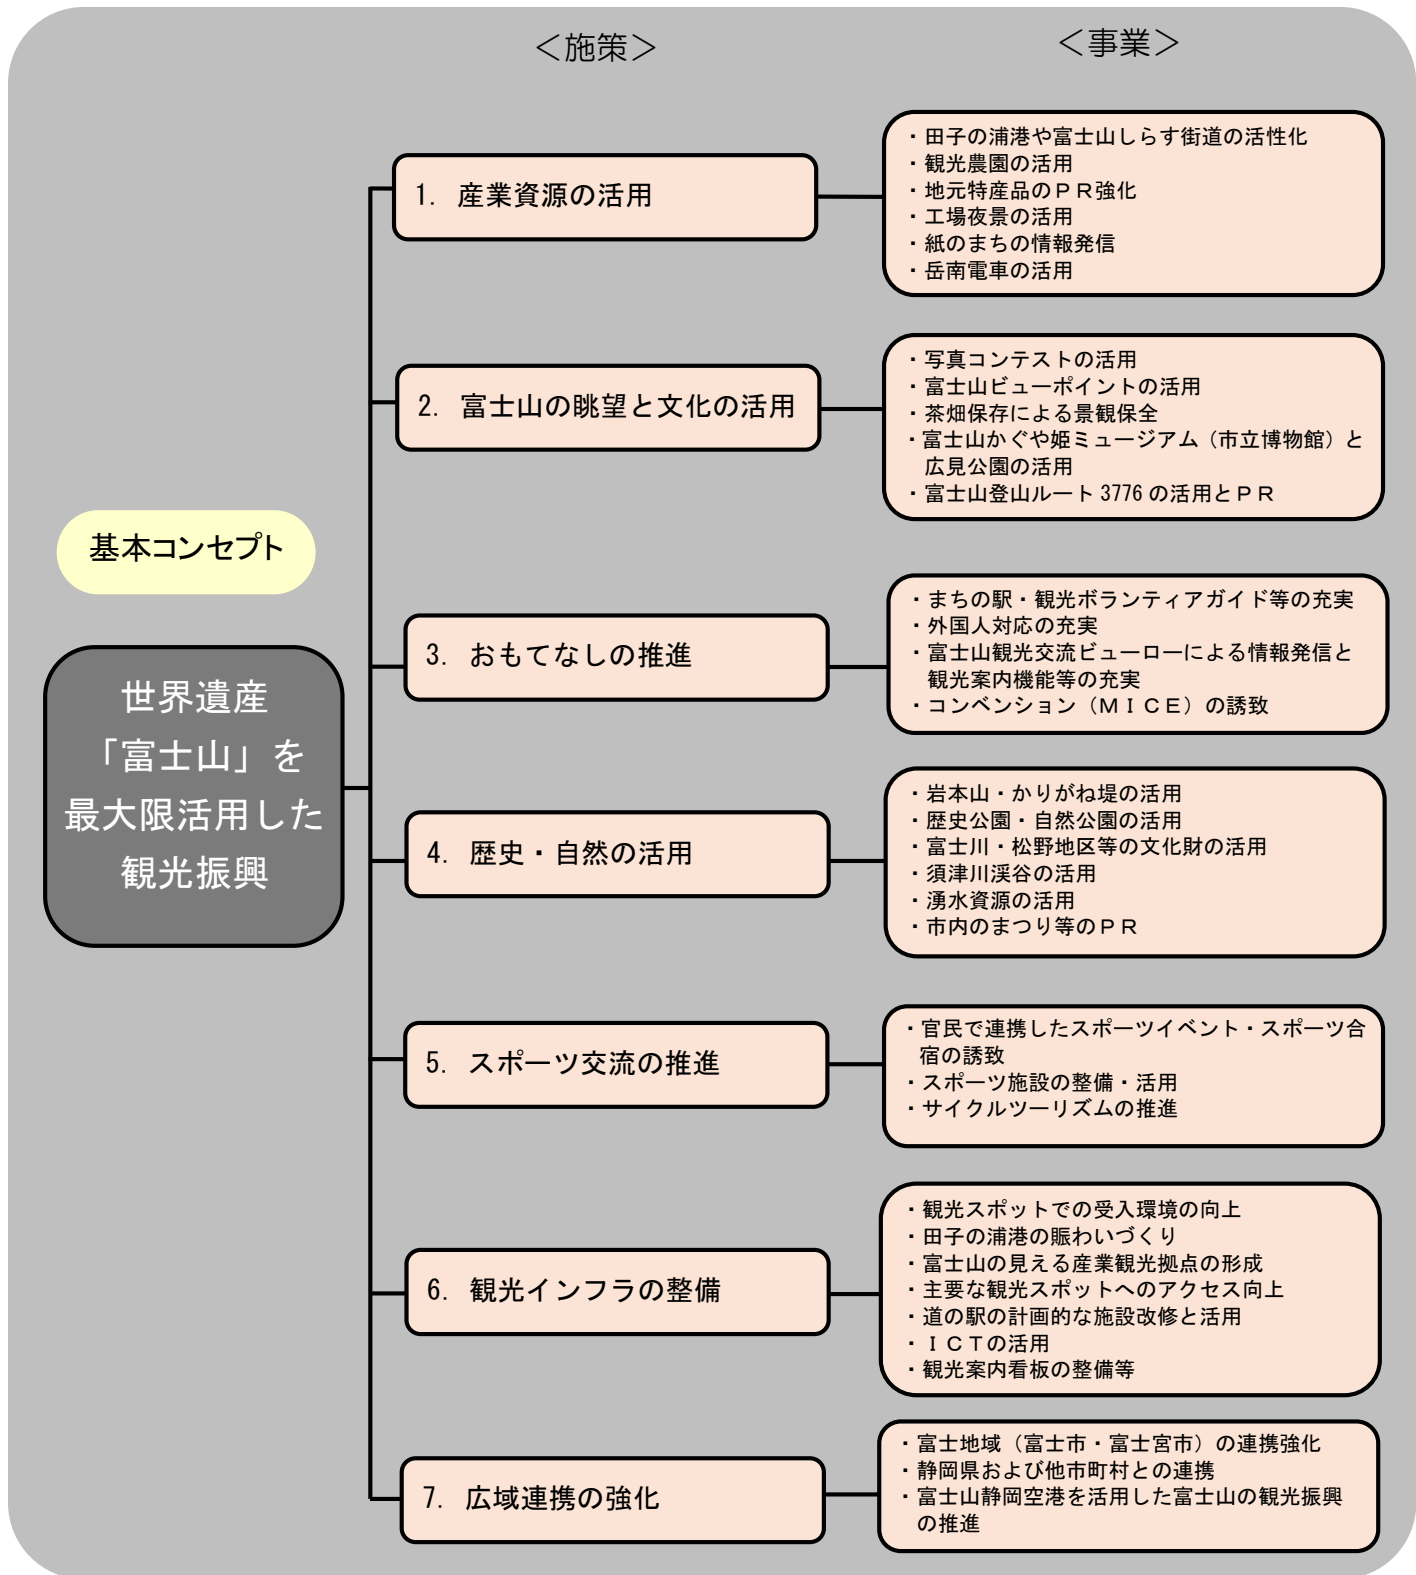 ＜施策＞
＜事業＞
基本コンセプト
世界遺産
「富士山」を
最大限活用した
観光振興
1. 産業資源の活用
・田子の浦港や富士山しらす街道の活性化
・観光農園の活用
・地元特産品のＰＲ強化
・工場夜景の活用
・紙のまちの情報発信
・岳南電車の活用
2. 富士山の眺望と文化の活用
・写真コンテストの活用
・富士山ビューポイントの活用
・茶畑保存による景観保全
・富士山かぐや姫ミュージアム（市立博物館）と
広見公園の活用
・富士山登山ルート 3776 の活用とＰＲ
3. おもてなしの推進
・まちの駅・観光ボランティアガイド等の充実
・外国人対応の充実
・富士山観光交流ビューローによる情報発信と
観光案内機能等の充実
・コンベンション（ＭＩＣＥ）の誘致
4. 歴史・自然の活用
・岩本山・かりがね堤の活用
・歴史公園・自然公園の活用
・富士川・松野地区等の文化財の活用
・須津川渓谷の活用
・湧水資源の活用
・市内のまつり等のＰＲ
5. スポーツ交流の推進
・官民で連携したスポーツイベント・スポーツ合
宿の誘致
・スポーツ施設の整備・活用
・サイクルツーリズムの推進
6. 観光インフラの整備
・観光スポットでの受入環境の向上
・田子の浦港の賑わいづくり
・富士山の見える産業観光拠点の形成
・主要な観光スポットへのアクセス向上
・道の駅の計画的な施設改修と活用
・ＩＣＴの活用
・観光案内看板の整備等
7. 広域連携の強化
・富士地域（富士市・富士宮市）の連携強化
・静岡県および他市町村との連携
・富士山静岡空港を活用した富士山の観光振興
の推進